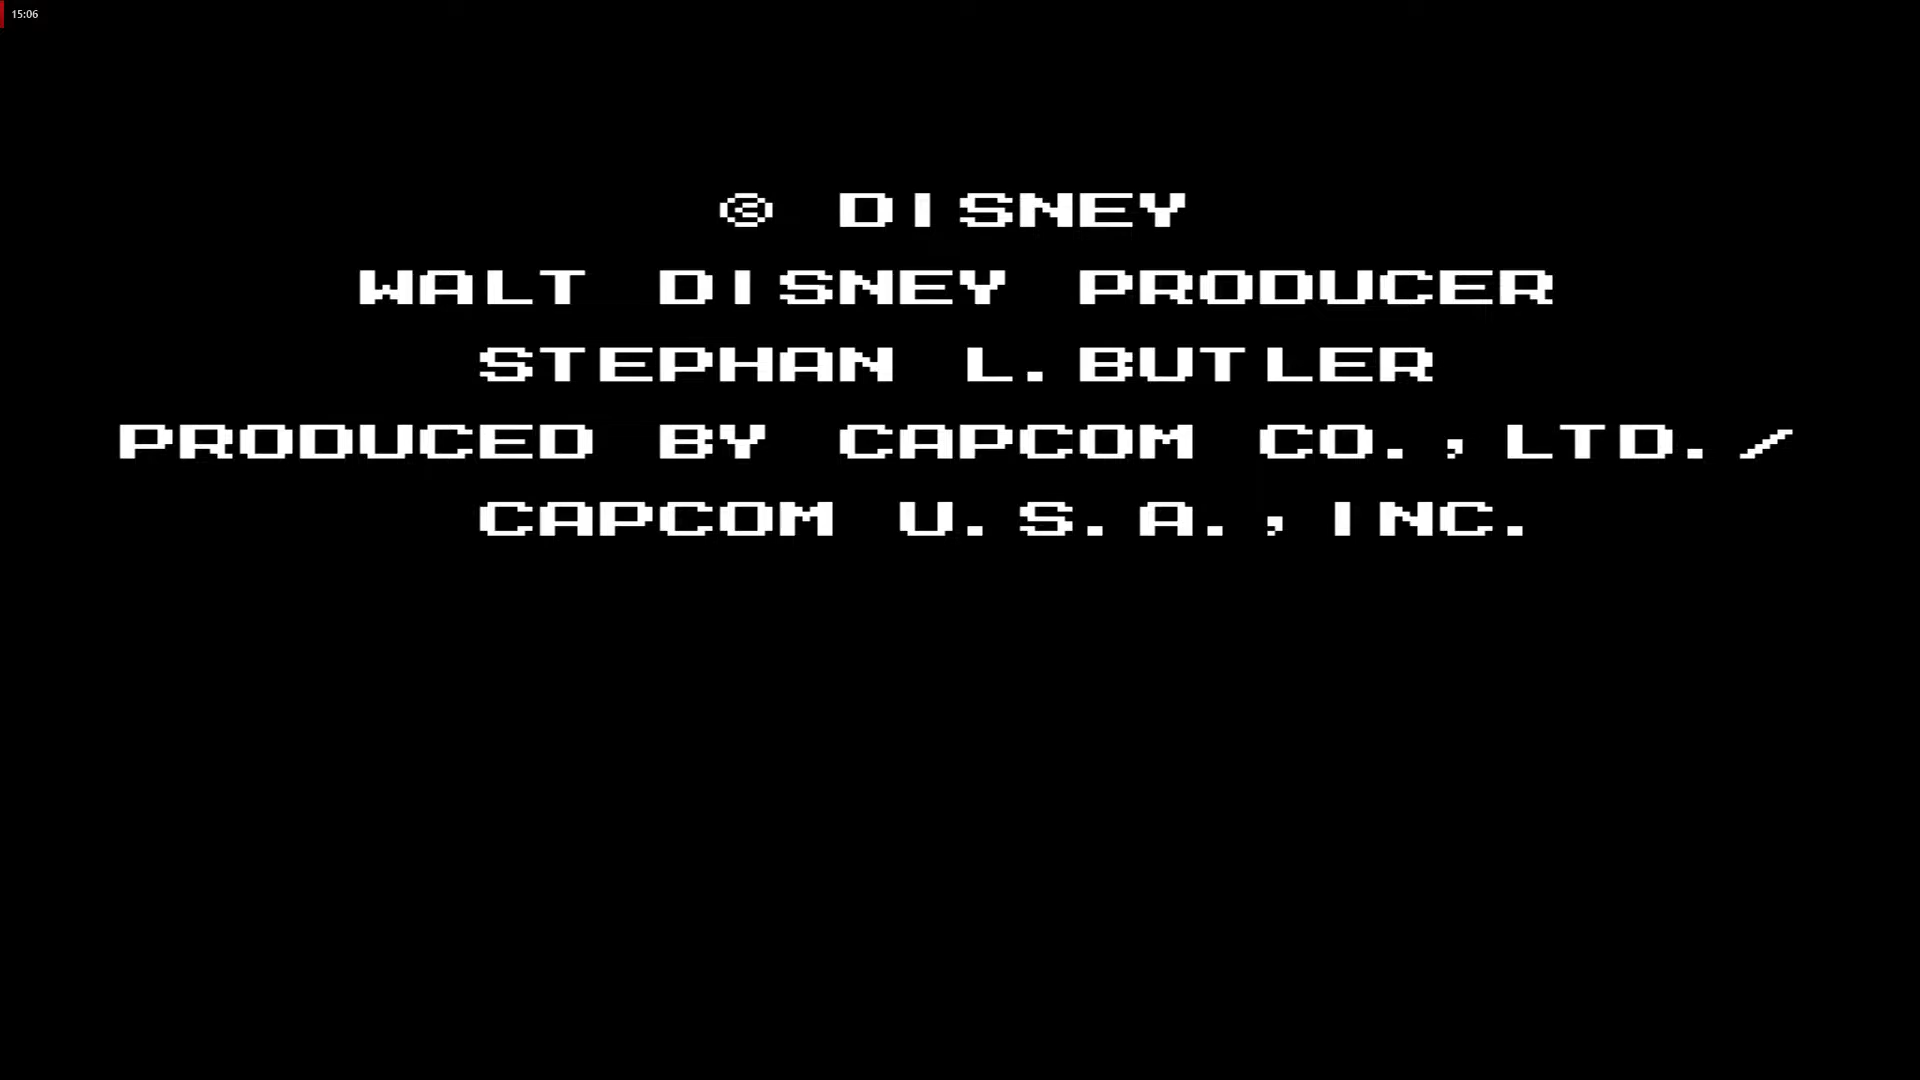 15:06
© DISNEY
WALT DISNEY PRODUCER
STEPHAN L.BUTLER
PRODUCED BY CAPCOM CO.,LTD./
CAPCOM U.S.A.,INC.